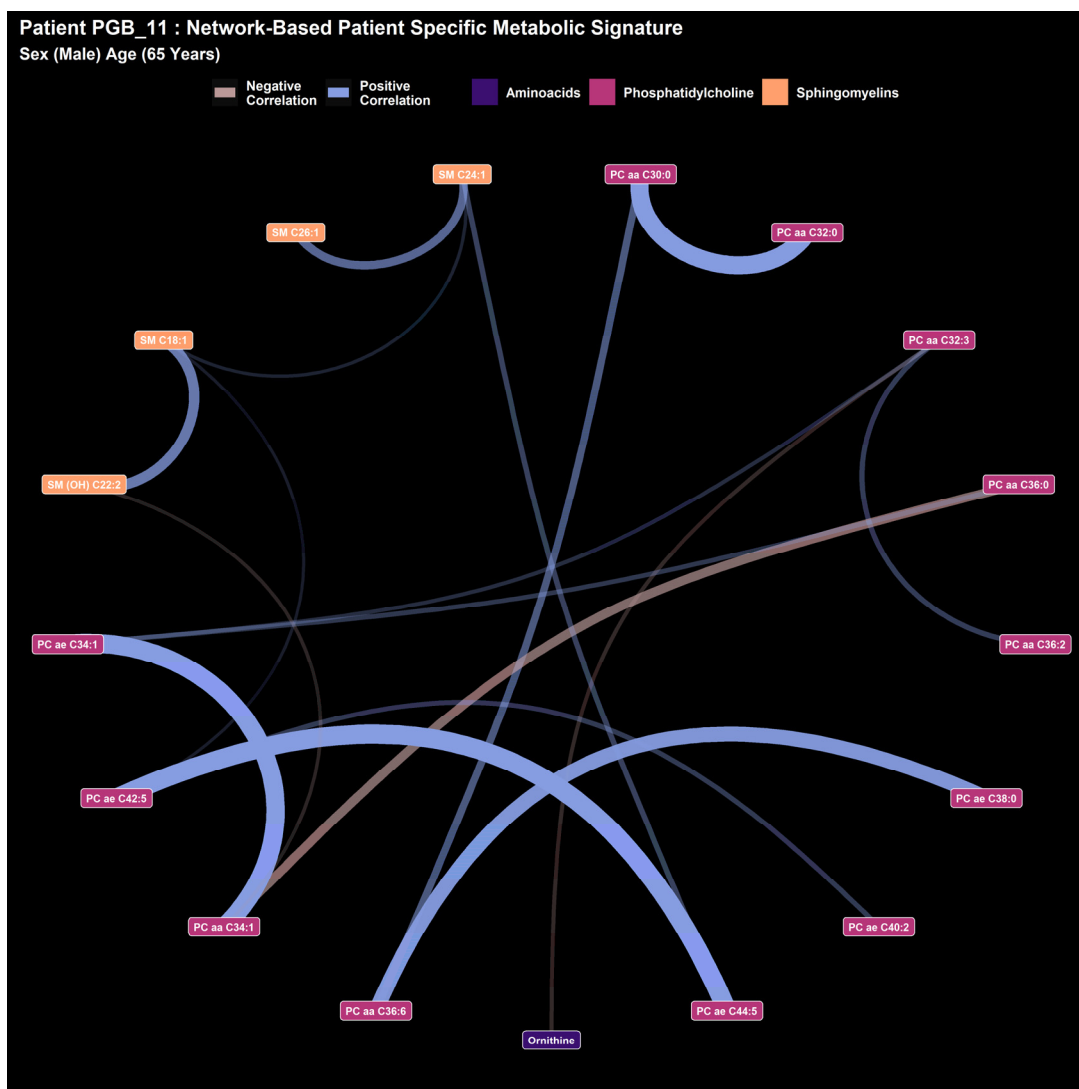 Patient PGB_11 : Network-Based Patient Specific Metabolic Signature
Sex (Male) Age (65 Years)
Negative
Correlation
Positive
Correlation
Aminoacids
Phosphatidylcholine
Sphingomyelins
SM C24:1
PC aa C30:0
SM C26:1
PC aa C32:0
SM C18:1
PC aa C32:3
SM (OH) C22:2
PC aa C36:0
PC ae C34:1
PC aa C36:2
PC ae C42:5
PC ae C38:0
PC aa C34:1
PC ae C40:2
PC aa C36:6
PC ae C44:5
Ornithine